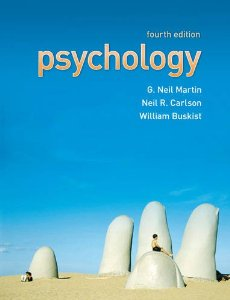 fourth edition
psychology
G. Neil Martin
Neil R. Carlson
William Buskist